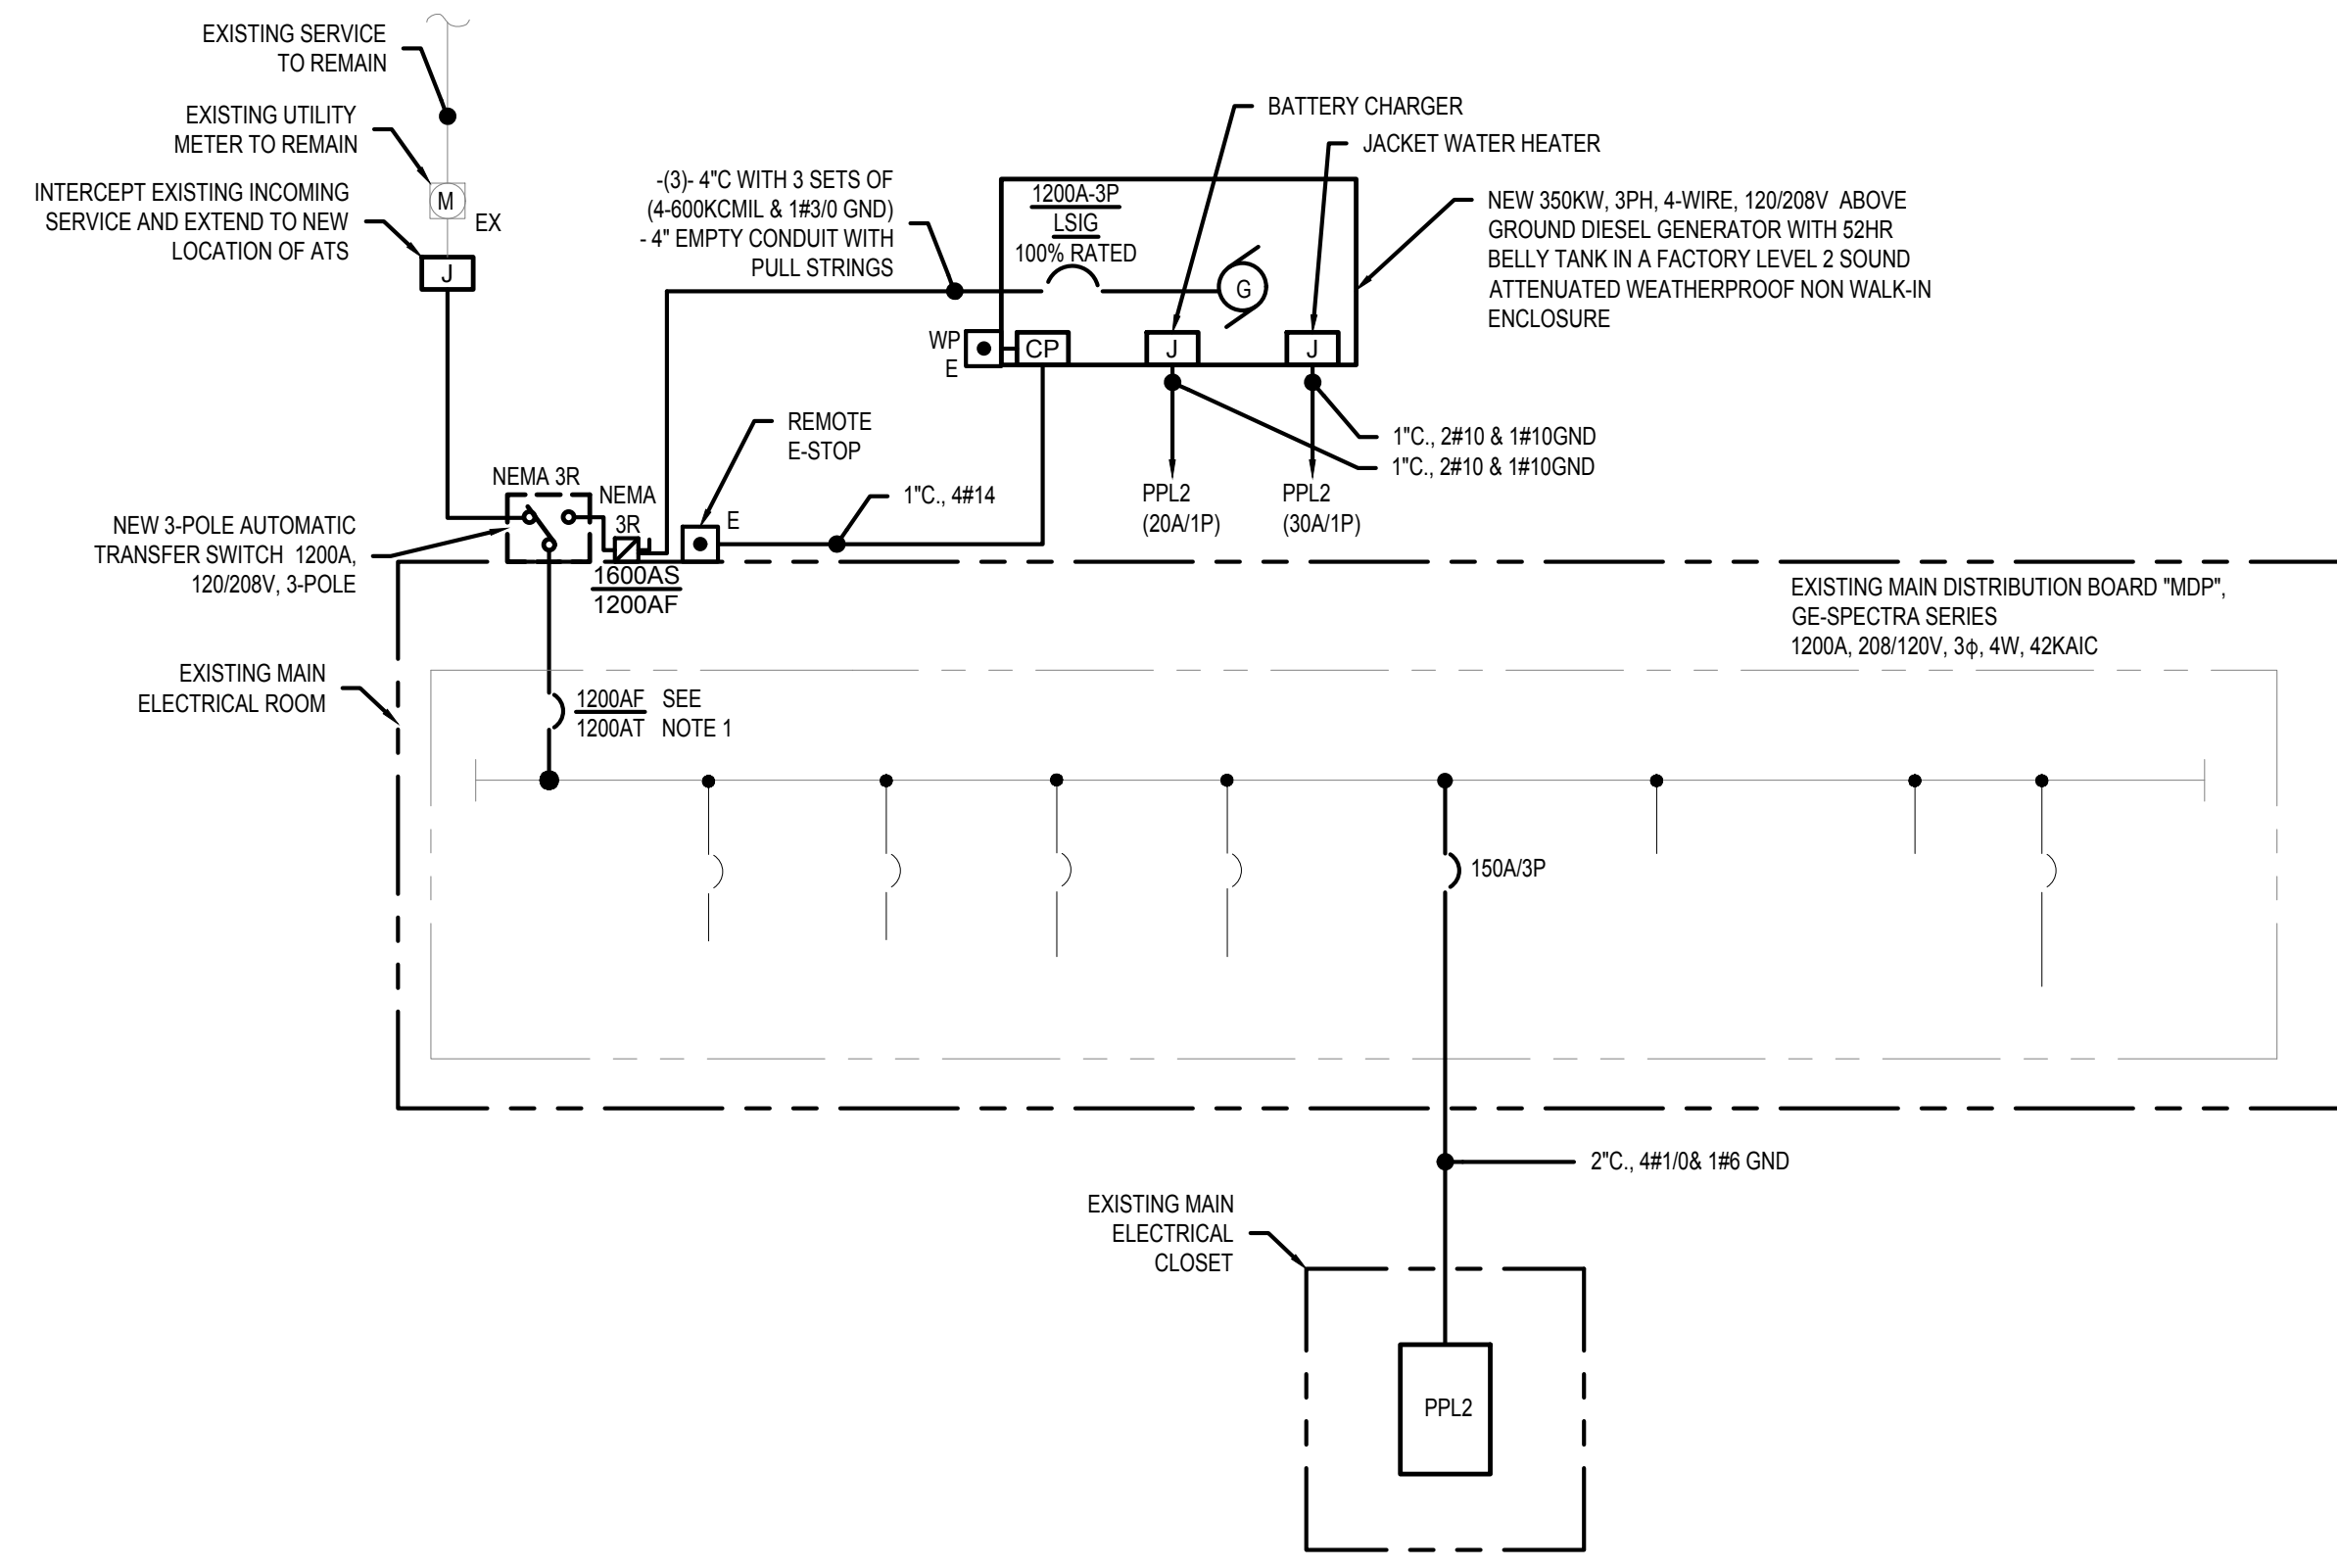 EXISTING SERVICE
TO REMAIN
EXISTING UTILITY
METER TO REMAIN
M
EX
INTERCEPT EXISTING INCOMING
SERVICE AND EXTEND TO NEW
LOCATION OF ATS
J
-(3)- 4"C WITH 3 SETS OF
(4-600KCMIL & 1#3/0 GND)
- 4" EMPTY CONDUIT WITH
PULL STRINGS
BATTERY CHARGER
JACKET WATER HEATER
1200A-3P
LSIG
100% RATED
G
NEW 350KW, 3PH, 4-WIRE, 120/208V ABOVE
GROUND DIESEL GENERATOR WITH 52HR
BELLY TANK IN A FACTORY LEVEL 2 SOUND
ATTENUATED WEATHERPROOF NON WALK-IN
ENCLOSURE
WP
E
CP
J
J
1"C., 2#10 & 1#10GND
1"C., 2#10 & 1#10GND
PPL2
(20A/1P)
PPL2
(30A/1P)
REMOTE
E-STOP
1"C., 4#14
NEMA 3R
NEMA
3R
E
NEW 3-POLE AUTOMATIC
TRANSFER SWITCH 1200A,
120/208V, 3-POLE
1600AS
1200AF
EXISTING MAIN DISTRIBUTION BOARD "MDP",
GE-SPECTRA SERIES
1200A, 208/120V, 3ϕ, 4W, 42KAIC
EXISTING MAIN
ELECTRICAL ROOM
1200AF SEE
1200AT NOTE 1
150A/3P
2"C., 4#1/0& 1#6 GND
EXISTING MAIN
ELECTRICAL
CLOSET
PPL2